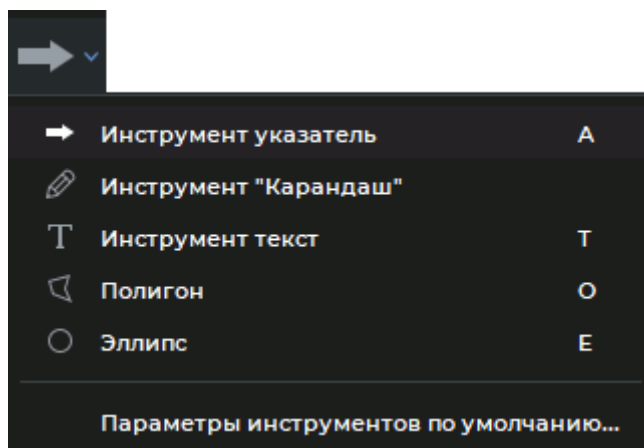 Инструмент указатель A
Инструмент "Карандаш"
Инструмент текст T
Полигон O
Эллипс E
Параметры инструментов по умолчанию...